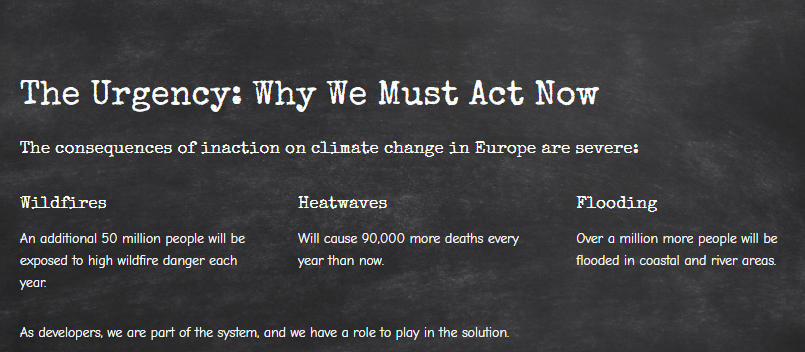 The Urgency: Why We Must Act Now
The consequences of inaction on climate change in Europe are severe:
Wildfires
An additional 50 million people will be
exposed to high wildfire danger each
year.
Heatwaves
Will cause 90,000 more deaths every
year than now.
Flooding
Over a million more people will be
flooded in coastal and river areas.
As developers, we are part of the system, and we have a role to play in the solution.